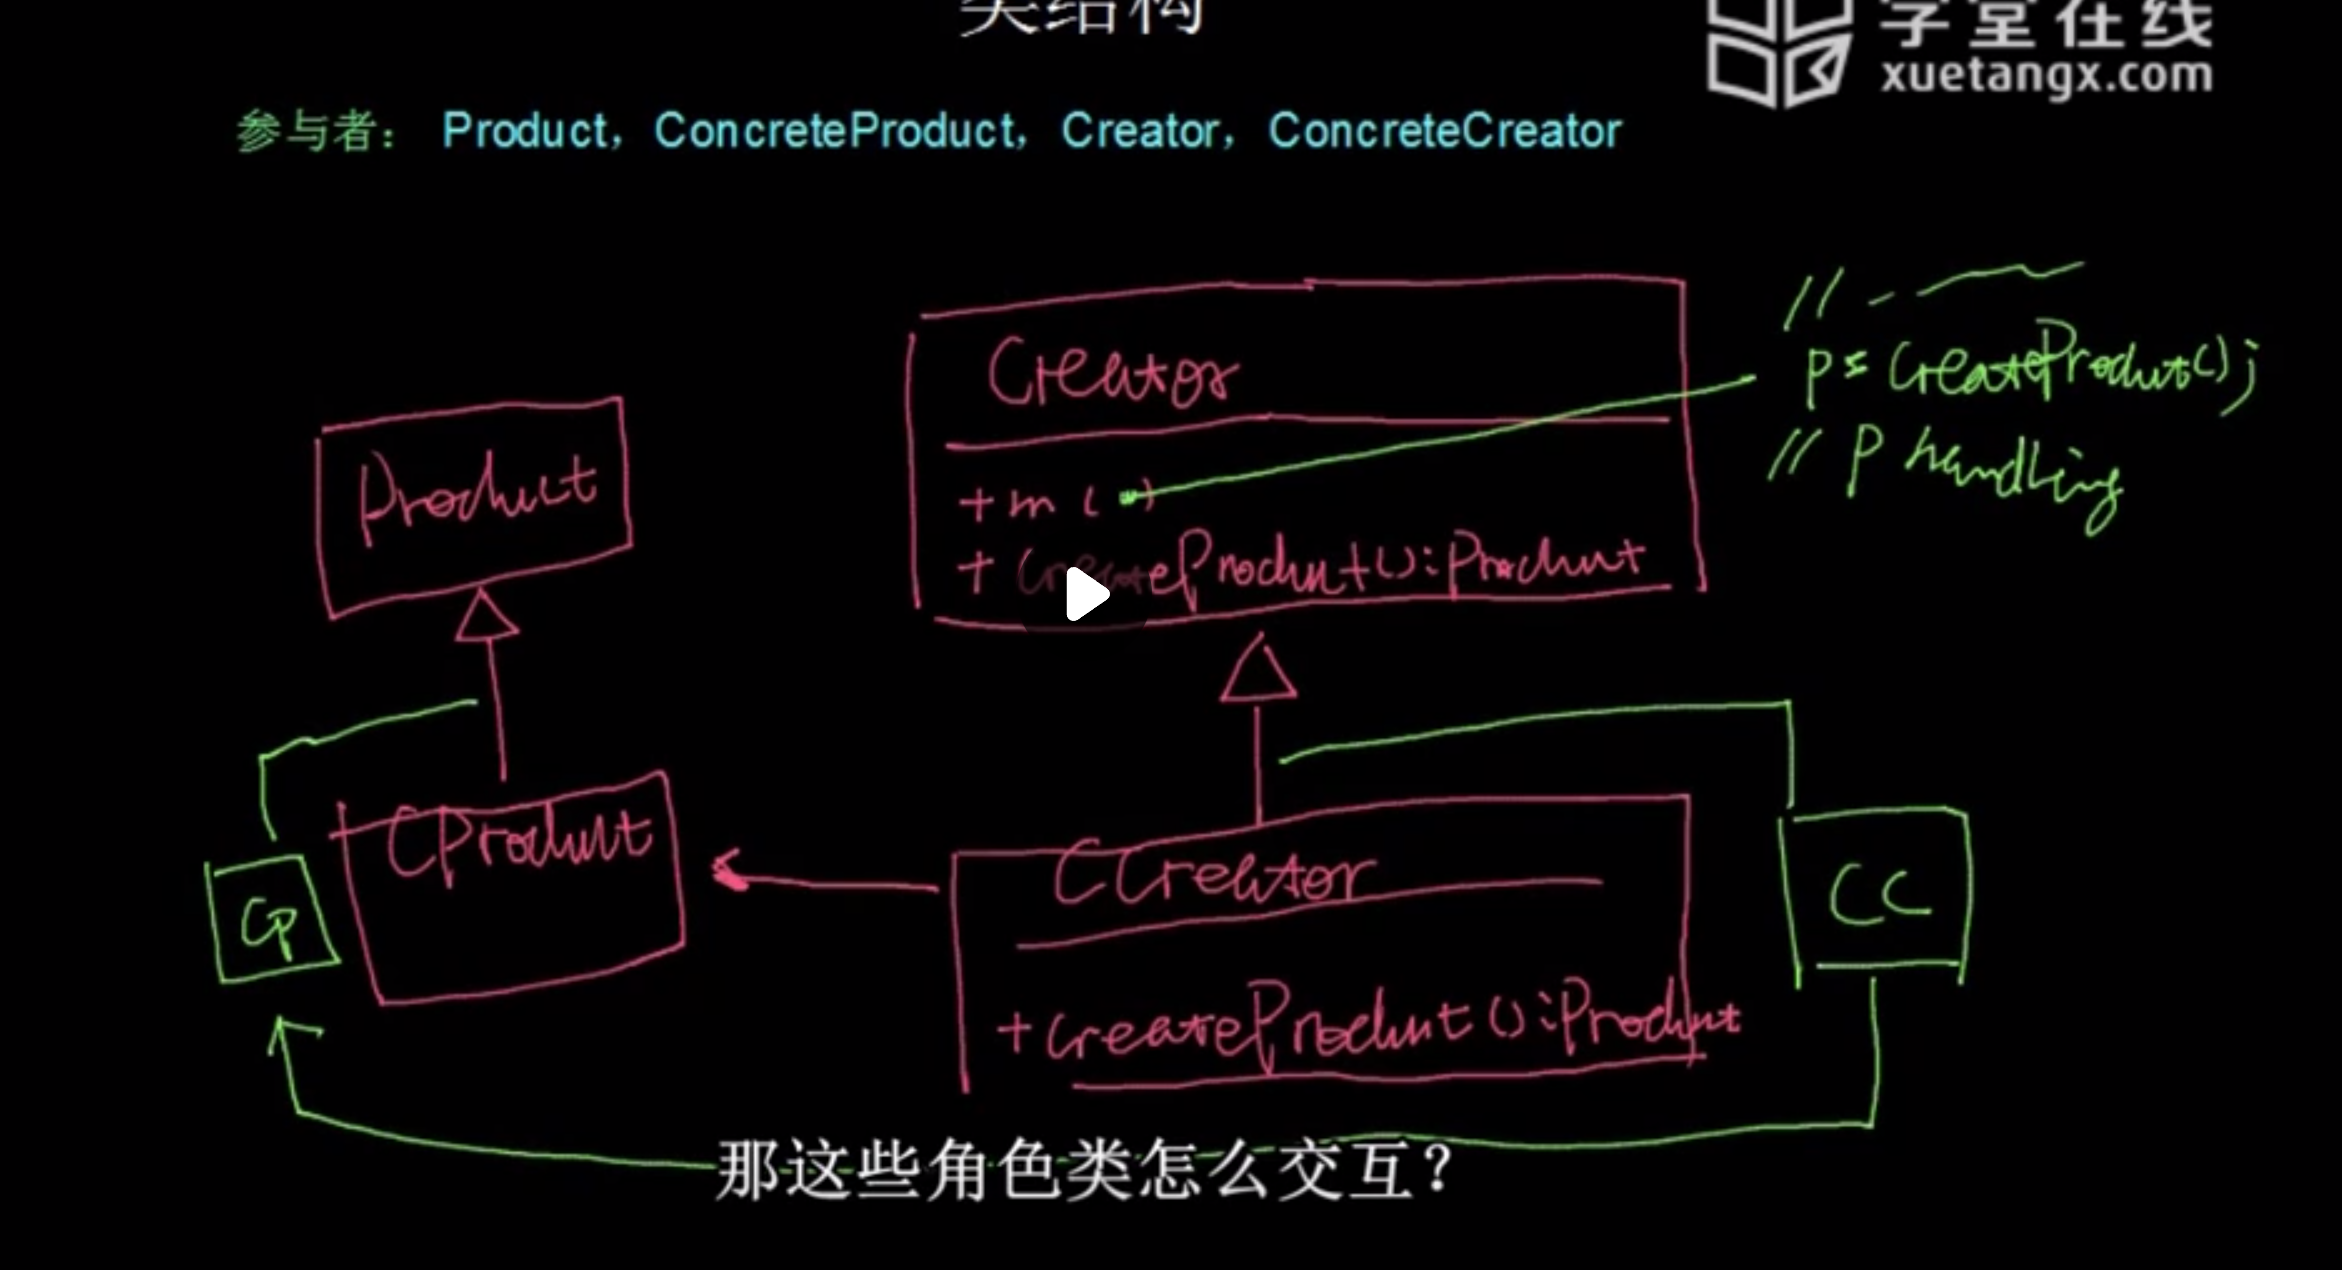 类结构
学堂在线
xuetangx.com
参与者： Product，ConcreteProduct，Creator，ConcreteCreator
//
Creator
p = CreateProduct();
Product
// p handling
+ m ( )
+ CreateProduct():Product
CProduct
CCreator
CP
CC
+ createProduct():Product
那这些角色类怎么交互？